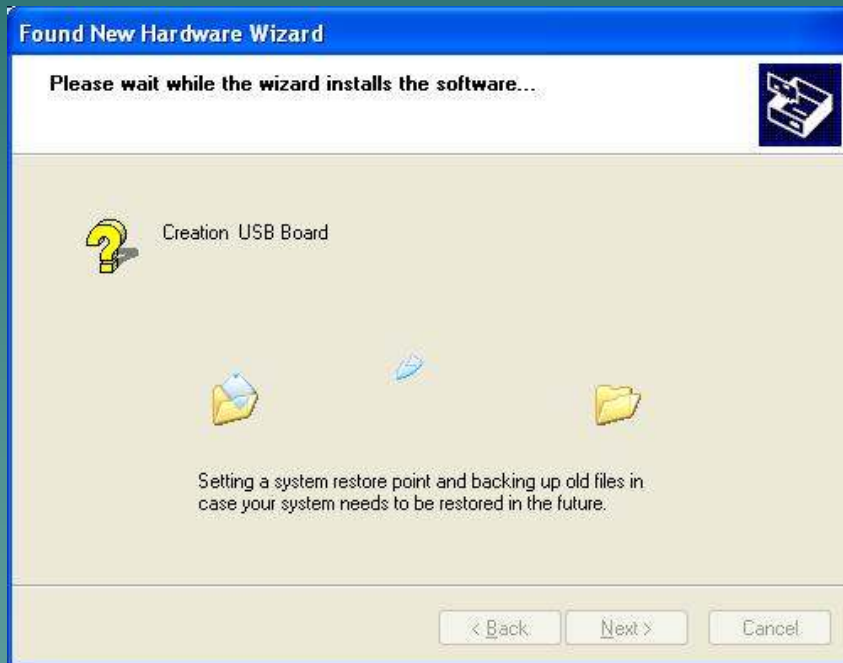 Found New Hardware Wizard
Please wait while the wizard installs the software...
Creation USB Board
Setting a system restore point and backing up old files in
case your system needs to be restored in the future.
< Back
Next >
Cancel